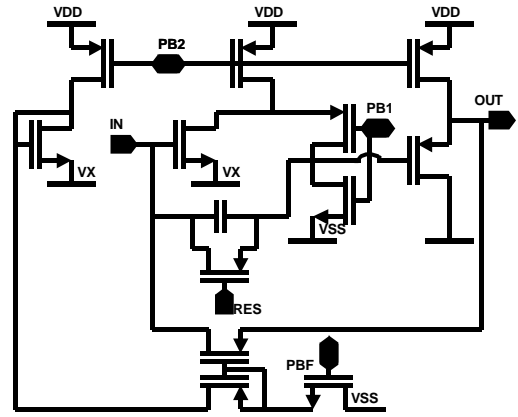 VDD
VDD
VDD
PB2
PB1
OUT
IN
VX
VX
VSS
RES
PBF
VSS